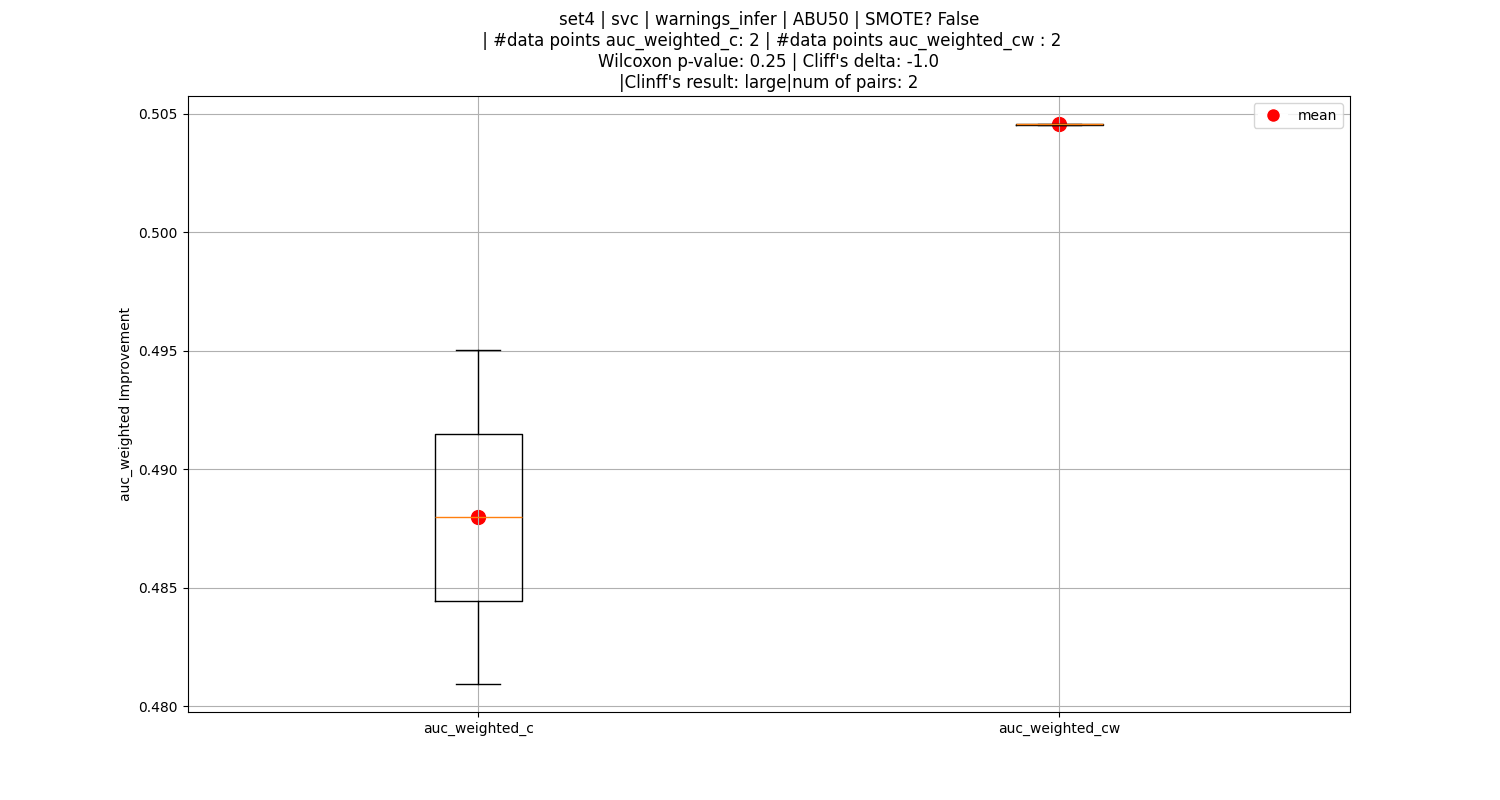 set4 | svc | warnings_infer | ABU50 | SMOTE? False
| #data points auc_weighted_c: 2 | #data points auc_weighted_cw : 2
Wilcoxon p-value: 0.25 | Cliff's delta: -1.0
|Clinff's result: large|num of pairs: 2
mean
0.505
0.500
0.495
0.490
0.485
0.480
auc_weighted Improvement
auc_weighted_c
auc_weighted_cw